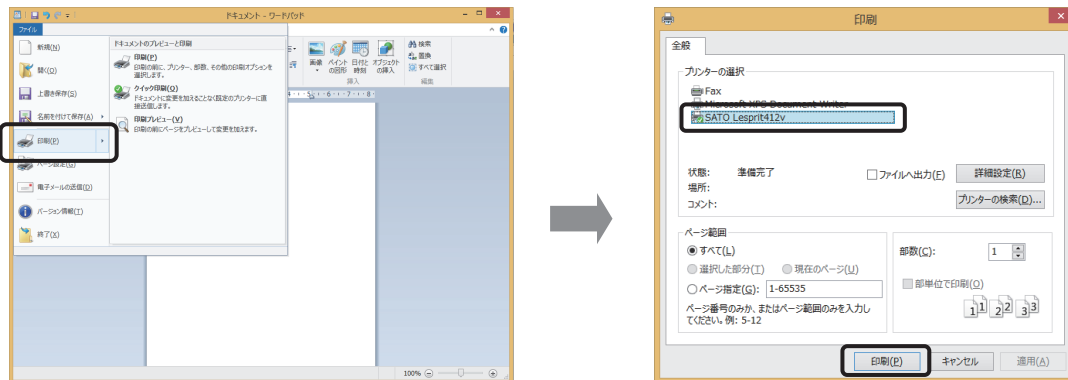 ドキュメント - ワードパッド
ファイル
新規(N)
開く(O)
上書き保存(S)
名前を付けて保存(A)
印刷(P)
ページ設定(G)
電子メールの送信(D)
バージョン情報(T)
終了(X)
ドキュメントのプレビューと印刷
印刷(P)
印刷の前に、プリンター、部数、その他の印刷オプションを
選択します。
クイック印刷(Q)
ドキュメントに変更を加えることなく既定のプリンターに直
接送信します。
印刷プレビュー(V)
印刷の前にページをプレビューして変更を加えます。
画像 ペイント 日付と オブジェクト
の図形 時刻 の挿入
挿入
検索
置換
すべて選択
編集
4 5 6 7 8
100%
印刷
全般
プリンターの選択
Fax
Microsoft XPS Document Writer
SATO Lesprit412v
状態: 準備完了
場所:
コメント:
ファイルへ出力(F)
詳細設定(R)
プリンターの検索(D)...
ページ範囲
すべて(L)
選択した部分(T) 現在のページ(U)
ページ指定(G): 1-65535
ページ番号のみか、またはページ範囲のみを入力し
てください。例: 5-12
部数(C): 1
部単位で印刷(O)
1 1 2 2 3 3
印刷(P) キャンセル 適用(A)